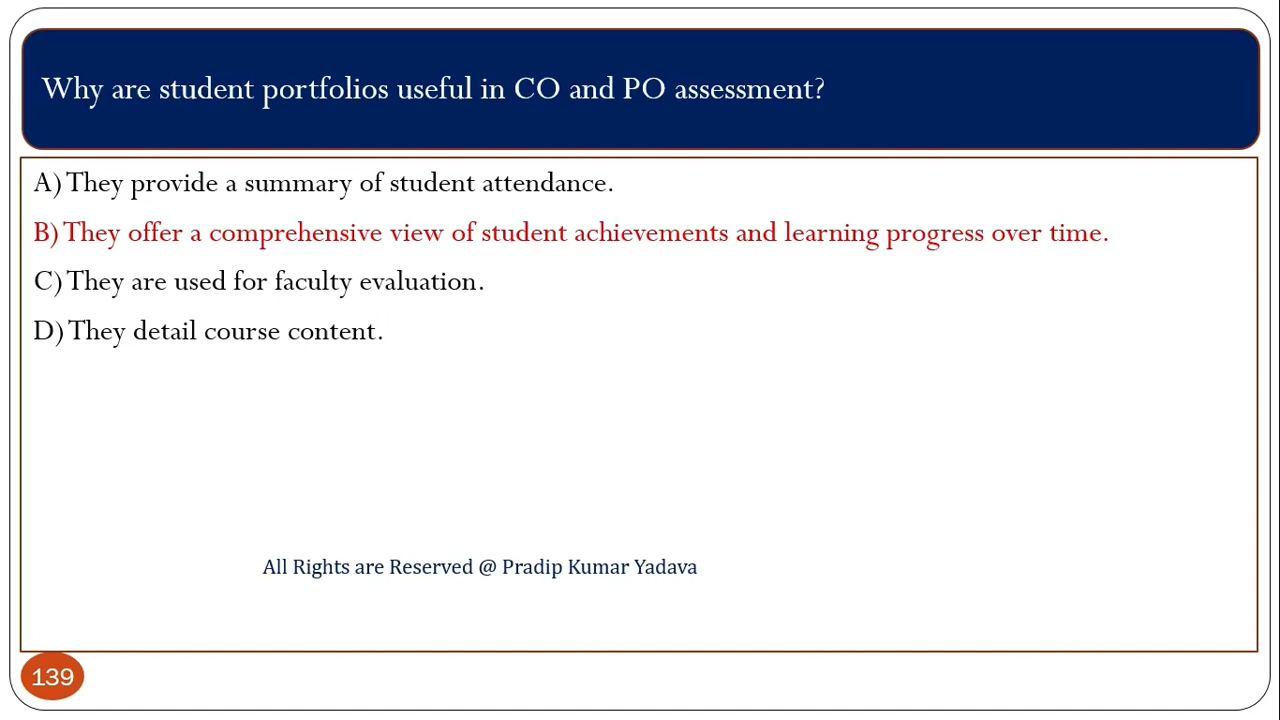 Why are student portfolios useful in CO and PO assessment?
A) They provide a summary of student attendance.
B) They offer a comprehensive view of student achievements and learning progress over time.
C) They are used for faculty evaluation.
D) They detail course content.
All Rights are Reserved @ Pradip Kumar Yadava
139